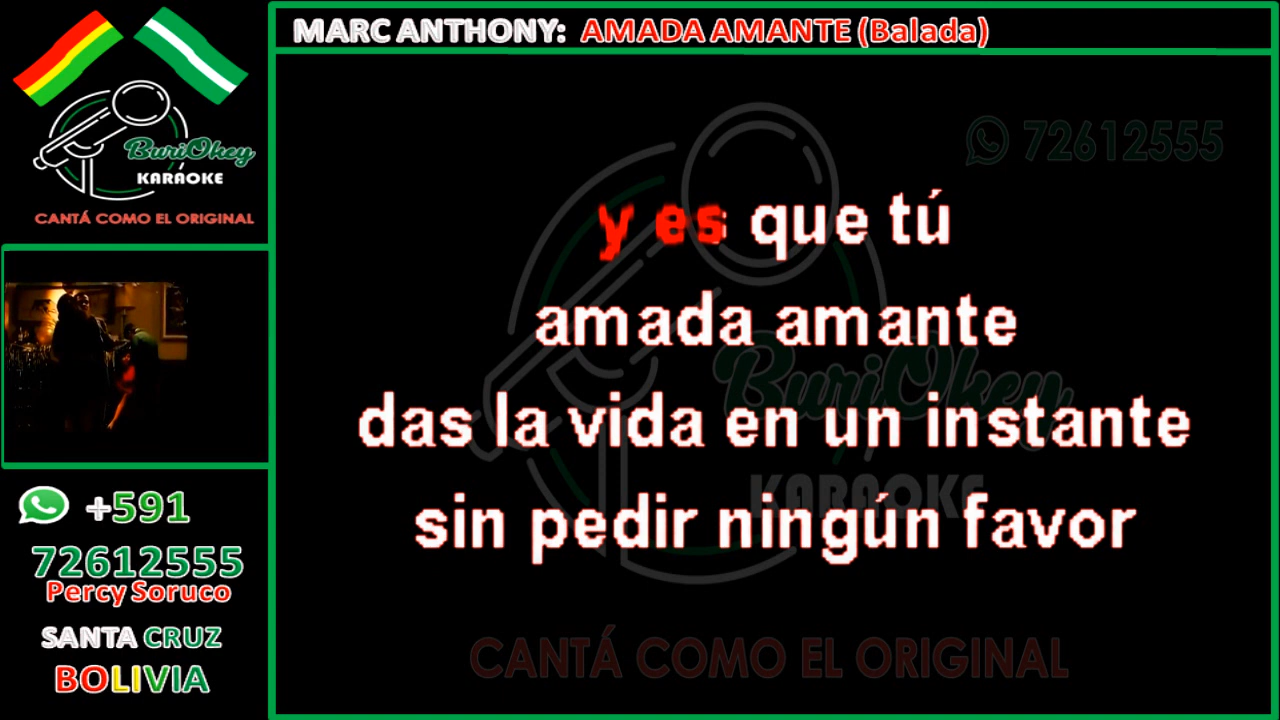 MARC ANTHONY: AMADA AMANTE (Balada)
BuriOkey
KARAOKE
CANTÁ COMO EL ORIGINAL
72612555
y es que tú
amada amante
das la vida en un instante
sin pedir ningún favor
BuriOkey
KARAOKE
CANTÁ COMO EL ORIGINAL
+591
72612555
Percy Soruco
SANTA CRUZ
BOLIVIA